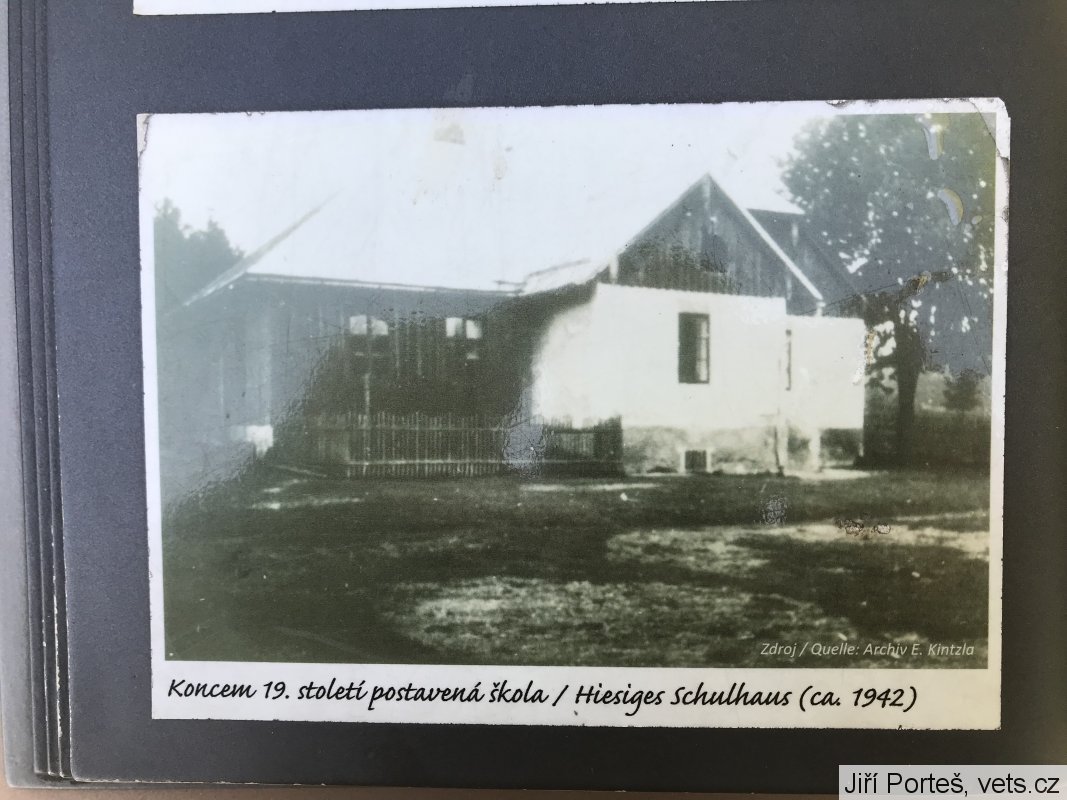 Zdroj / Quelle: Archiv E. Kintzla
Koncem 19. století postavená škola / Hiesiges Schulhaus (ca. 1942)
Jiří Porteš, vets.cz